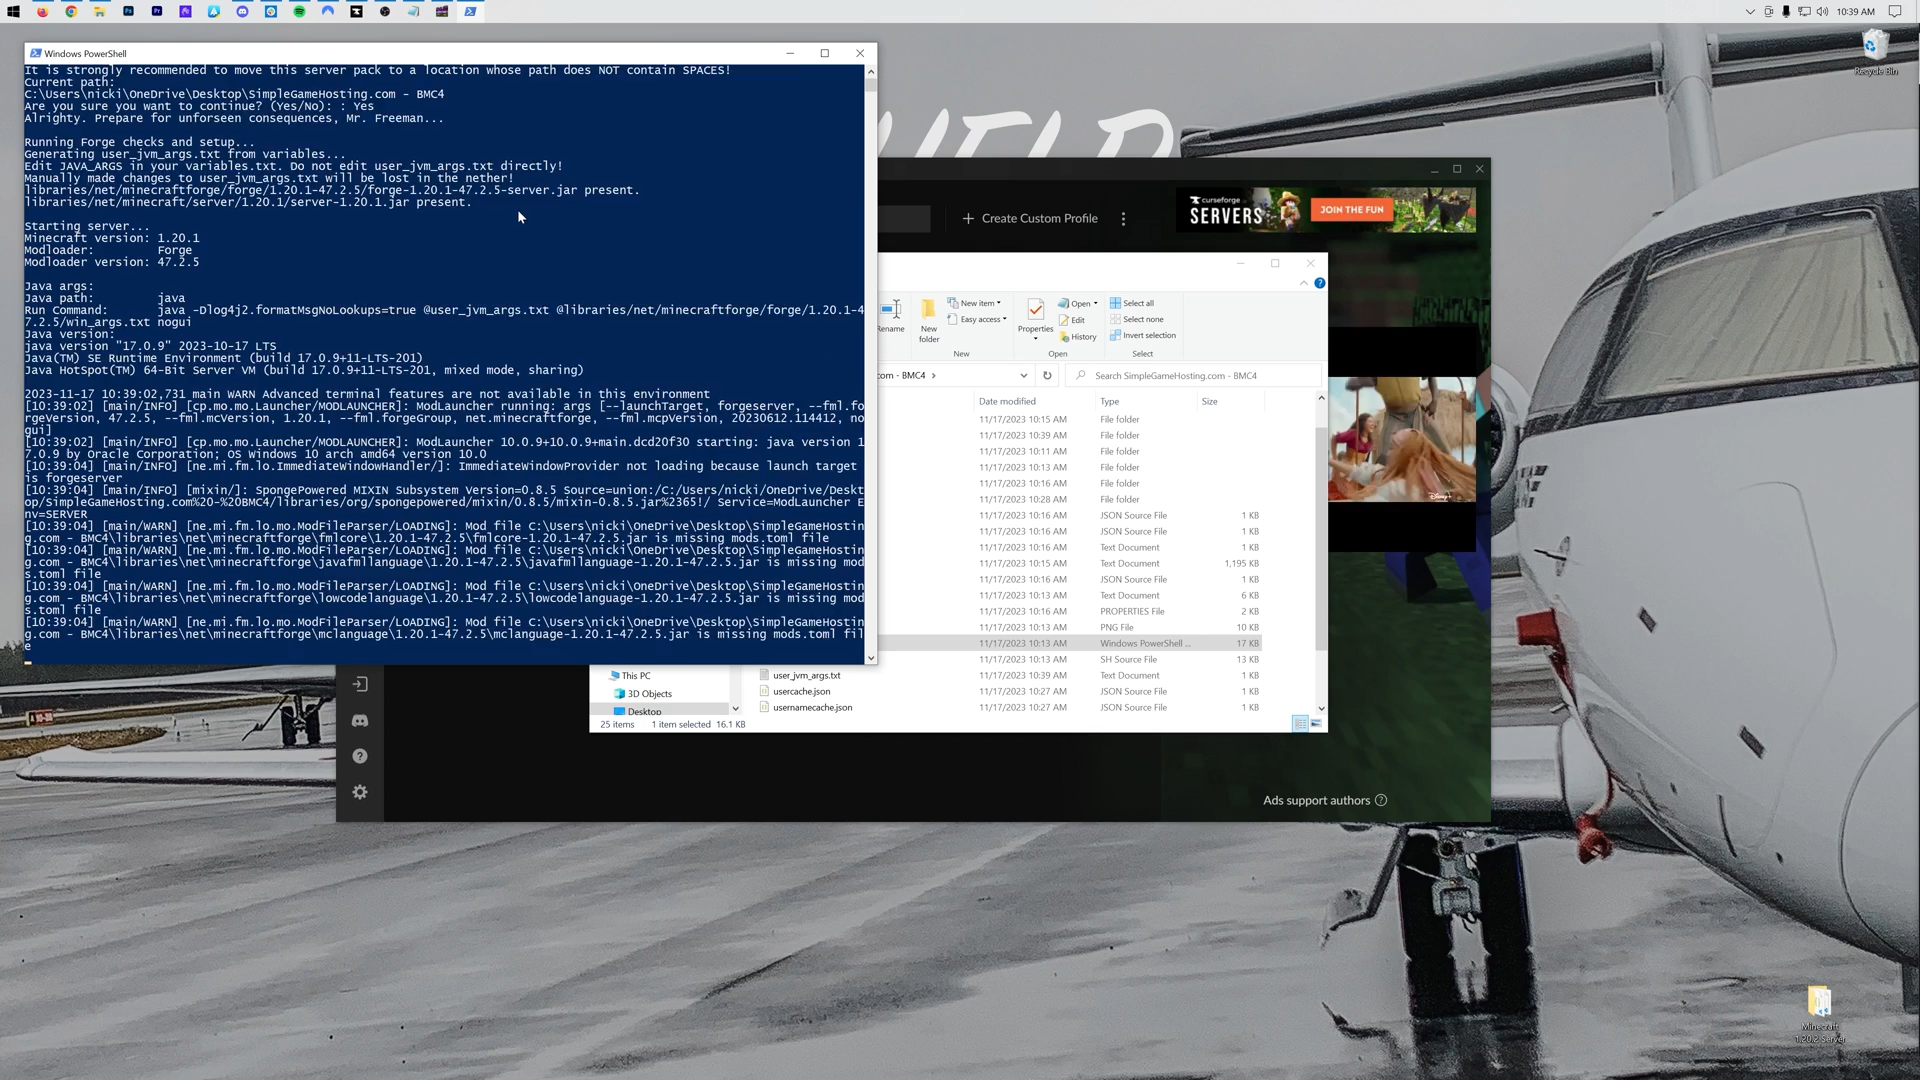 10:39 AM
Recycle Bin
Windows PowerShell
It is strongly recommended to move this server pack to a location whose path does NOT contain SPACES!
Current path:
C:\Users\nicki\OneDrive\Desktop\SimpleGameHosting.com - BMC4
Are you sure you want to continue? (Yes/No): : Yes
Alrighty. Prepare for unforseen consequences, Mr. Freeman...
Running Forge checks and setup...
Generating user_jvm_args.txt from variables...
Edit JAVA_ARGS in your variables.txt. Do not edit user_jvm_args.txt directly!
Manually made changes to user_jvm_args.txt will be lost in the nether!
libraries/net/minecraftforge/forge/1.20.1-47.2.5/forge-1.20.1-47.2.5-server.jar present.
libraries/net/minecraft/server/1.20.1/server-1.20.1.jar present.
Starting server...
Minecraft version: 1.20.1
Modloader: Forge
Modloader version: 47.2.5
Java args:
Java path: java
Run Command: java -Dlog4j2.formatMsgNoLookups=true @user_jvm_args.txt @libraries/net/minecraftforge/forge/1.20.1-4
7.2.5/win_args.txt nogui
Java version:
java version "17.0.9" 2023-10-17 LTS
Java(TM) SE Runtime Environment (build 17.0.9+11-LTS-201)
Java HotSpot(TM) 64-Bit Server VM (build 17.0.9+11-LTS-201, mixed mode, sharing)
2023-11-17 10:39:02,731 main WARN Advanced terminal features are not available in this environment
[10:39:02] [main/INFO] [cp.mo.mo.Launcher/MODLAUNCHER]: ModLauncher running: args [--launchTarget, forgeserver, --fml.fo
rgeVersion, 47.2.5, --fml.mcVersion, 1.20.1, --fml.forgeGroup, net.minecraftforge, --fml.mcpVersion, 20230612.114412, no
gui]
[10:39:02] [main/INFO] [cp.mo.mo.Launcher/MODLAUNCHER]: ModLauncher 10.0.9+10.0.9+main.dcd20f30 starting: java version 1
7.0.9 by Oracle Corporation; OS Windows 10 arch amd64 version 10.0
[10:39:04] [main/INFO] [ne.mi.fm.lo.ImmediateWindowHandler/]: ImmediateWindowProvider not loading because launch target
is forgeserver
[10:39:04] [main/INFO] [mixin/]: SpongePowered MIXIN Subsystem Version=0.8.5 Source=union:/C:/Users/nicki/OneDrive/Deskt
op/SimpleGameHosting.com%20-%20BMC4/libraries/org/spongepowered/mixin/0.8.5/mixin-0.8.5.jar%2365!/ Service=ModLauncher E
nv=SERVER
[10:39:04] [main/WARN] [ne.mi.fm.lo.mo.ModFileParser/LOADING]: Mod file C:\Users\nicki\OneDrive\Desktop\SimpleGameHostin
g.com - BMC4\libraries\net\minecraftforge\fmlcore\1.20.1-47.2.5\fmlcore-1.20.1-47.2.5.jar is missing mods.toml file
[10:39:04] [main/WARN] [ne.mi.fm.lo.mo.ModFileParser/LOADING]: Mod file C:\Users\nicki\OneDrive\Desktop\SimpleGameHostin
g.com - BMC4\libraries\net\minecraftforge\javafmllanguage\1.20.1-47.2.5\javafmllanguage-1.20.1-47.2.5.jar is missing mod
s.toml file
[10:39:04] [main/WARN] [ne.mi.fm.lo.mo.ModFileParser/LOADING]: Mod file C:\Users\nicki\OneDrive\Desktop\SimpleGameHostin
g.com - BMC4\libraries\net\minecraftforge\lowcodelanguage\1.20.1-47.2.5\lowcodelanguage-1.20.1-47.2.5.jar is missing mod
s.toml file
[10:39:04] [main/WARN] [ne.mi.fm.lo.mo.ModFileParser/LOADING]: Mod file C:\Users\nicki\OneDrive\Desktop\SimpleGameHostin
g.com - BMC4\libraries\net\minecraftforge\mclanguage\1.20.1-47.2.5\mclanguage-1.20.1-47.2.5.jar is missing mods.toml fil
e
Create Custom Profile
curseforge
SERVERS
JOIN THE FUN
Rename
New folder
New item
Easy access
New
Properties
Open
Edit
History
Open
Select all
Select none
Invert selection
Select
com - BMC4
Search SimpleGameHosting.com - BMC4
Date modified Type Size
11/17/2023 10:15 AM File folder
11/17/2023 10:39 AM File folder
11/17/2023 10:11 AM File folder
11/17/2023 10:13 AM File folder
11/17/2023 10:16 AM File folder
11/17/2023 10:28 AM File folder
11/17/2023 10:16 AM JSON Source File 1 KB
11/17/2023 10:16 AM JSON Source File 1 KB
11/17/2023 10:16 AM Text Document 1 KB
11/17/2023 10:15 AM Text Document 1,195 KB
11/17/2023 10:16 AM JSON Source File 1 KB
11/17/2023 10:13 AM Text Document 6 KB
11/17/2023 10:16 AM PROPERTIES File 2 KB
11/17/2023 10:13 AM PNG File 10 KB
11/17/2023 10:13 AM Windows PowerShell ... 17 KB
11/17/2023 10:13 AM SH Source File 13 KB
user_jvm_args.txt 11/17/2023 10:39 AM Text Document 1 KB
usercache.json 11/17/2023 10:27 AM JSON Source File 1 KB
usernamecache.json 11/17/2023 10:27 AM JSON Source File 1 KB
This PC
3D Objects
Desktop
25 items 1 item selected 16.1 KB
Disney+
Ads support authors
Minecraft
1.20.2 Server